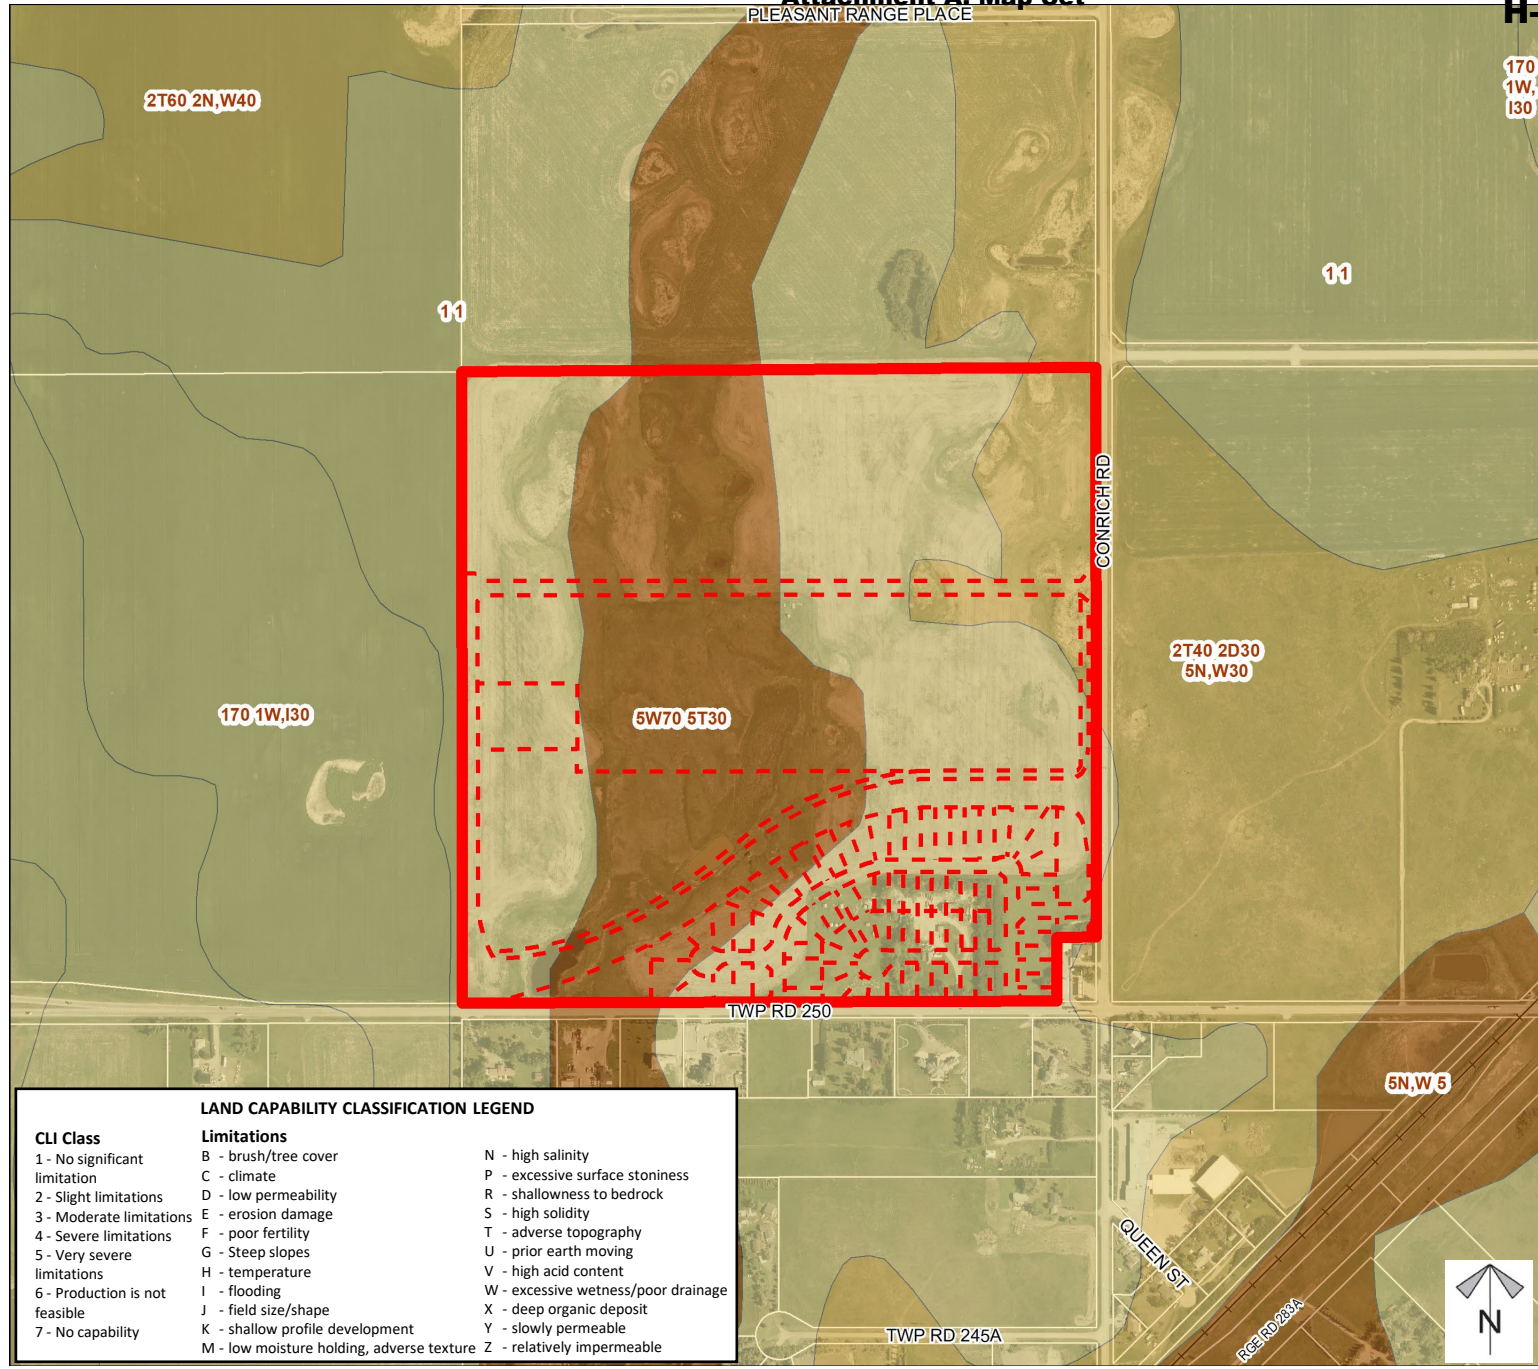 PLEASANT RANGE PLACE
2T60 2N,W40
170
1W,
I30
1 1
1 1
CONRICH RD
2T40 2D30
5N,W30
170 1W,I30
5W70 5T30
TWP RD 250
5N,W 5
QUEEN ST
RGE RD 283A
TWP RD 245A
N
LAND CAPABILITY CLASSIFICATION LEGEND
CLI Class
1 - No significant
limitation
2 - Slight limitations
3 - Moderate limitations
4 - Severe limitations
5 - Very severe
limitations
6 - Production is not
feasible
7 - No capability
Limitations
B - brush/tree cover
C - climate
D - low permeability
E - erosion damage
F - poor fertility
G - Steep slopes
H - temperature
I - flooding
J - field size/shape
K - shallow profile development
M - low moisture holding, adverse texture
N - high salinity
P - excessive surface stoniness
R - shallowness to bedrock
S - high solidity
T - adverse topography
U - prior earth moving
V - high acid content
W - excessive wetness/poor drainage
X - deep organic deposit
Y - slowly permeable
Z - relatively impermeable